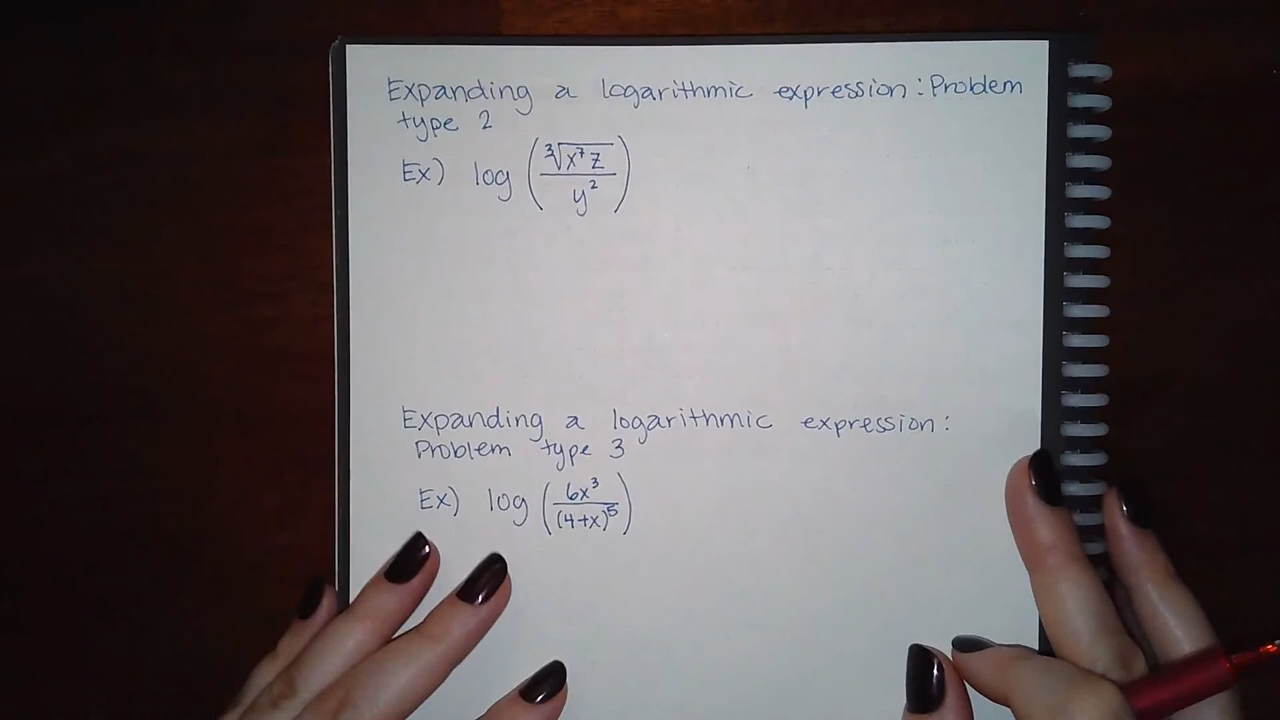 Expanding a logarithmic expression: Problem
type 2
Ex) log (∛(x⁷z) / y²)
Expanding a logarithmic expression:
Problem type 3
Ex) log (6x³ / (4+x)⁵)